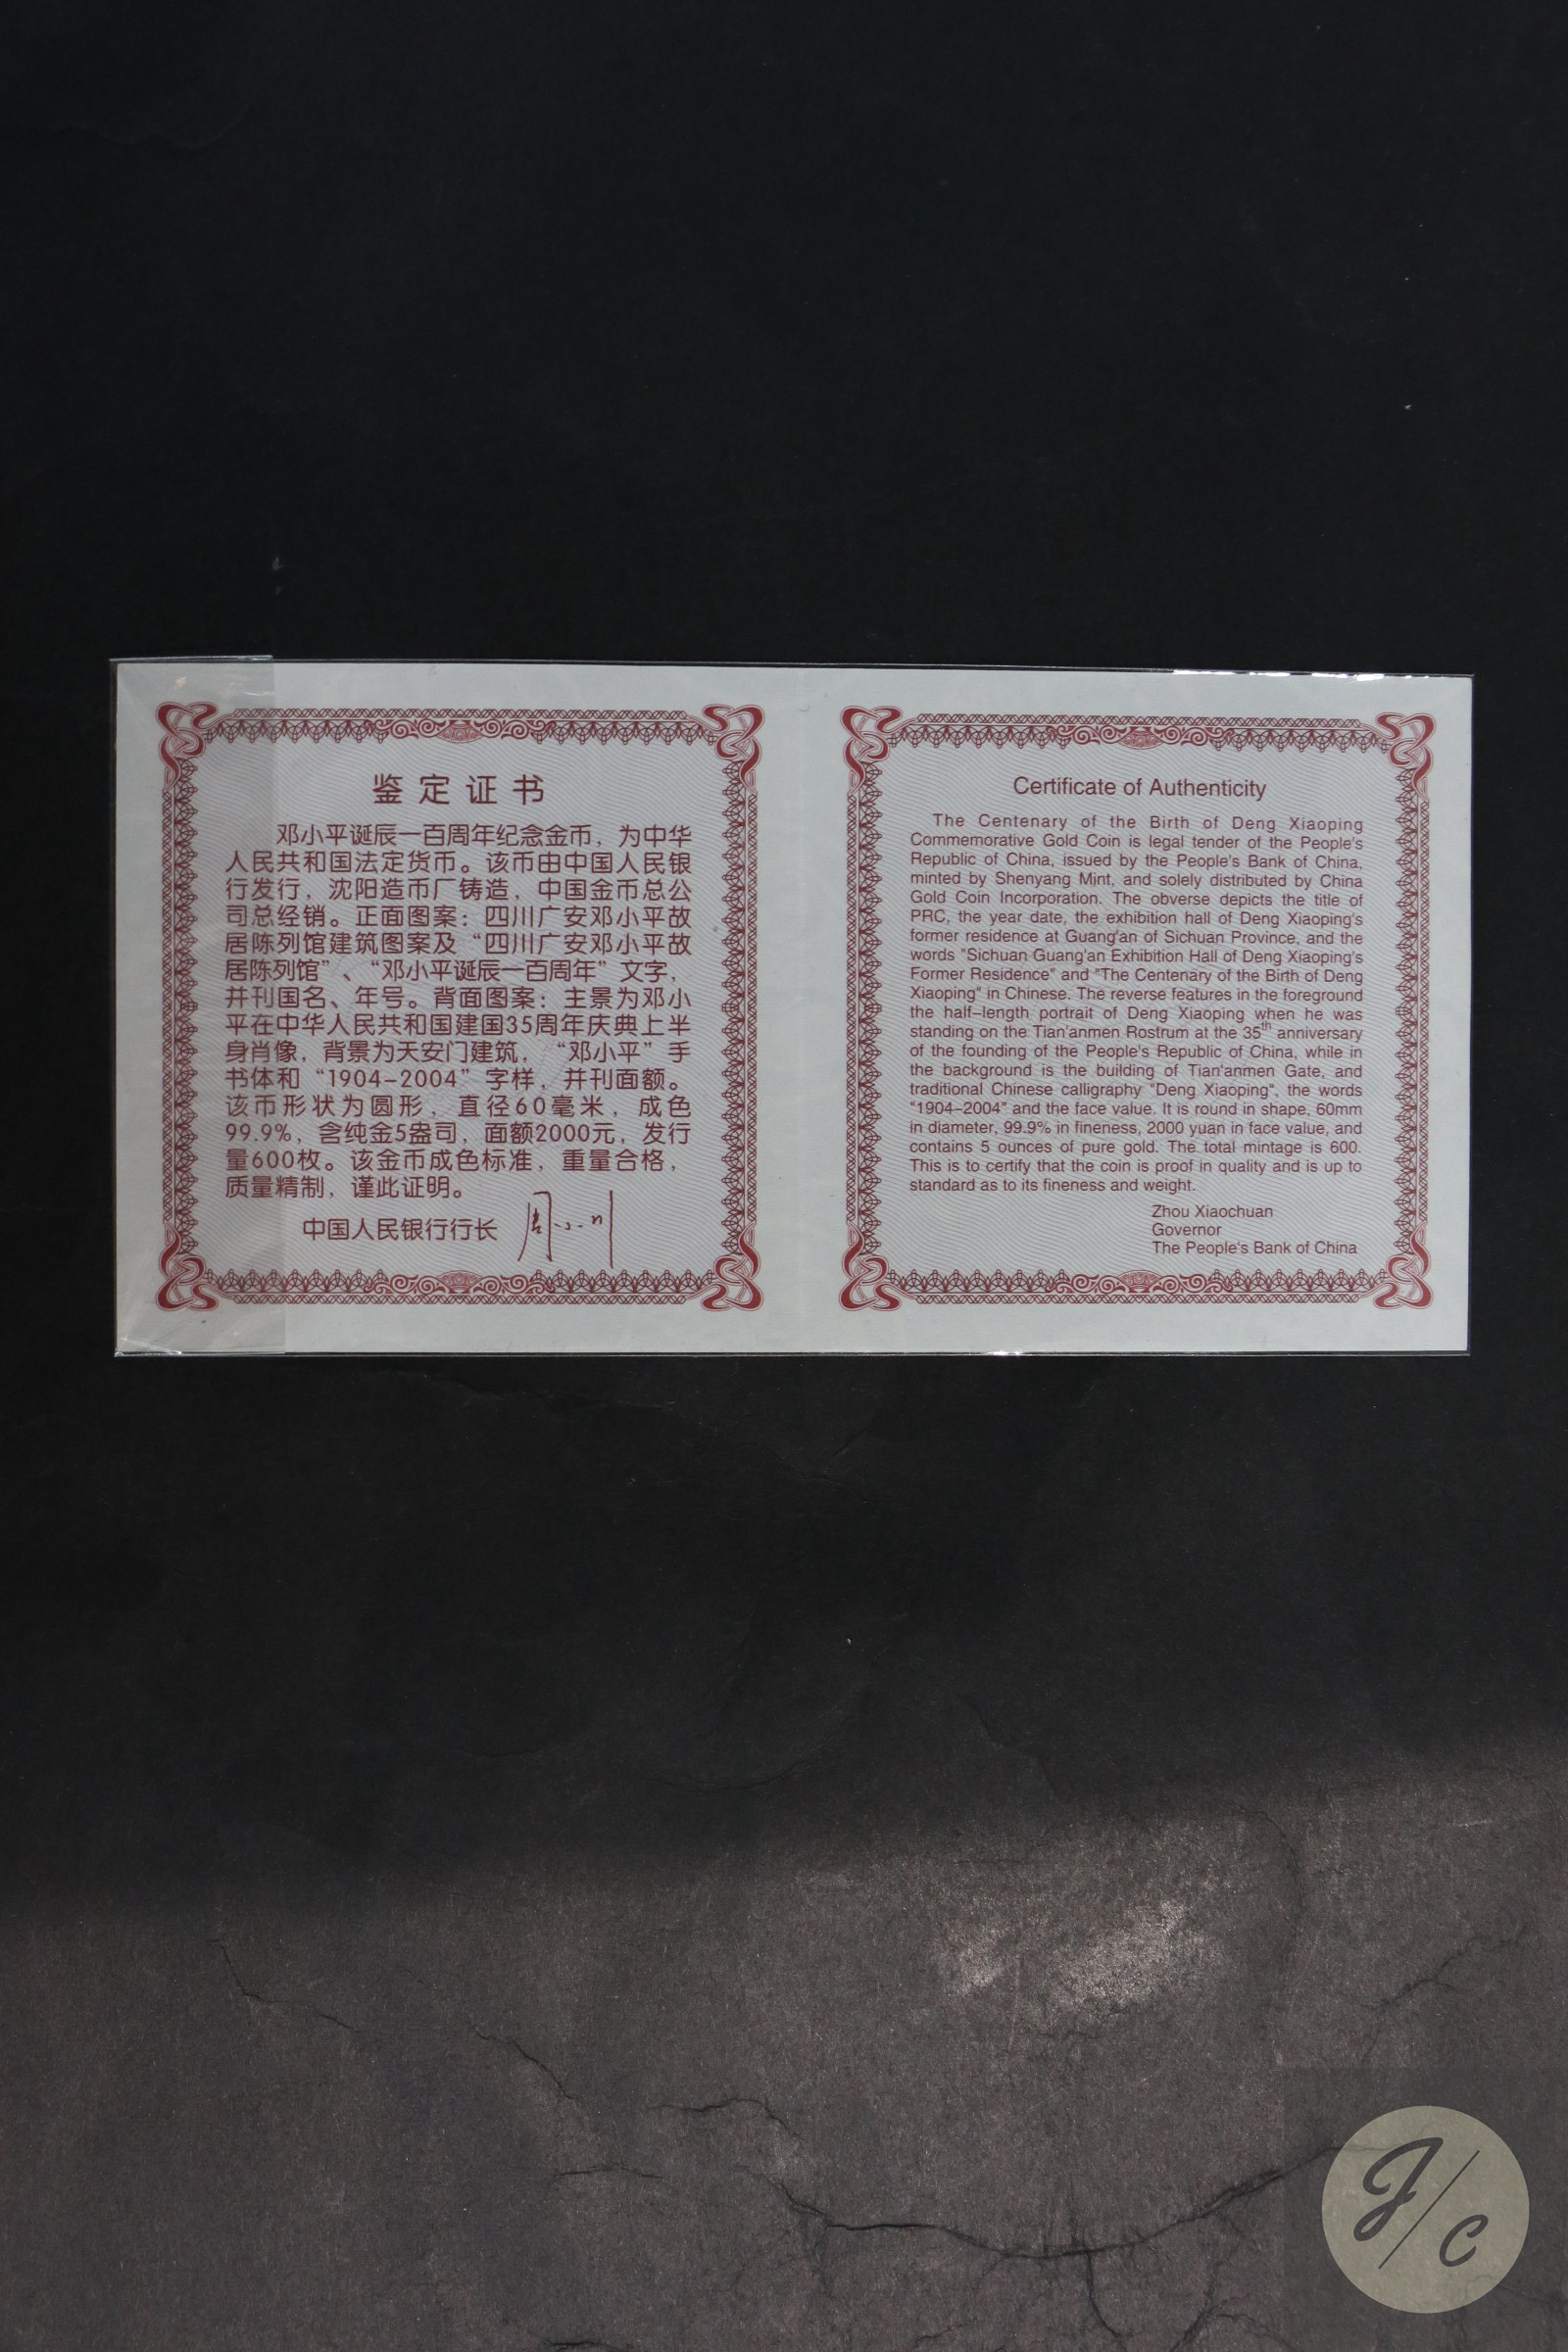 鉴定证书
邓小平诞辰一百周年纪念金币，为中华
人民共和国法定货币。该币由中国人民银
行发行，沈阳造币厂铸造，中国金币总公
司总经销。正面图案：四川广安邓小平故
居陈列馆建筑图案及“四川广安邓小平故
居陈列馆”、“邓小平诞辰一百周年”文字，
并刊国名、年号。背面图案：主景为邓小
平在中华人民共和国建国35周年庆典上半
身肖像，背景为天安门建筑，“邓小平”手
书体和“1904-2004”字样，并刊面额。
该币形状为圆形，直径60毫米，成色
99.9%，含纯金5盎司，面额2000元，发行
量600枚。该金币成色标准，重量合格，
质量精制，谨此证明。
中国人民银行行长 周小川
Certificate of Authenticity
The Centenary of the Birth of Deng Xiaoping
Commemorative Gold Coin is legal tender of the People's
Republic of China, issued by the People's Bank of China,
minted by Shenyang Mint, and solely distributed by China
Gold Coin Incorporation. The obverse depicts the title of
PRC, the year date, the exhibition hall of Deng Xiaoping's
former residence at Guang'an of Sichuan Province, and the
words "Sichuan Guang'an Exhibition Hall of Deng Xiaoping's
Former Residence" and "The Centenary of the Birth of Deng
Xiaoping" in Chinese. The reverse features in the foreground
the half-length portrait of Deng Xiaoping when he was
standing on the Tian'anmen Rostrum at the 35th anniversary
of the founding of the People's Republic of China, while in
the background is the building of Tian'anmen Gate, and
traditional Chinese calligraphy "Deng Xiaoping", the words
"1904-2004" and the face value. It is round in shape, 60mm
in diameter, 99.9% in fineness, 2000 yuan in face value, and
contains 5 ounces of pure gold. The total mintage is 600.
This is to certify that the coin is proof in quality and is up to
standard as to its fineness and weight.
Zhou Xiaochuan
Governor
The People's Bank of China
J/C